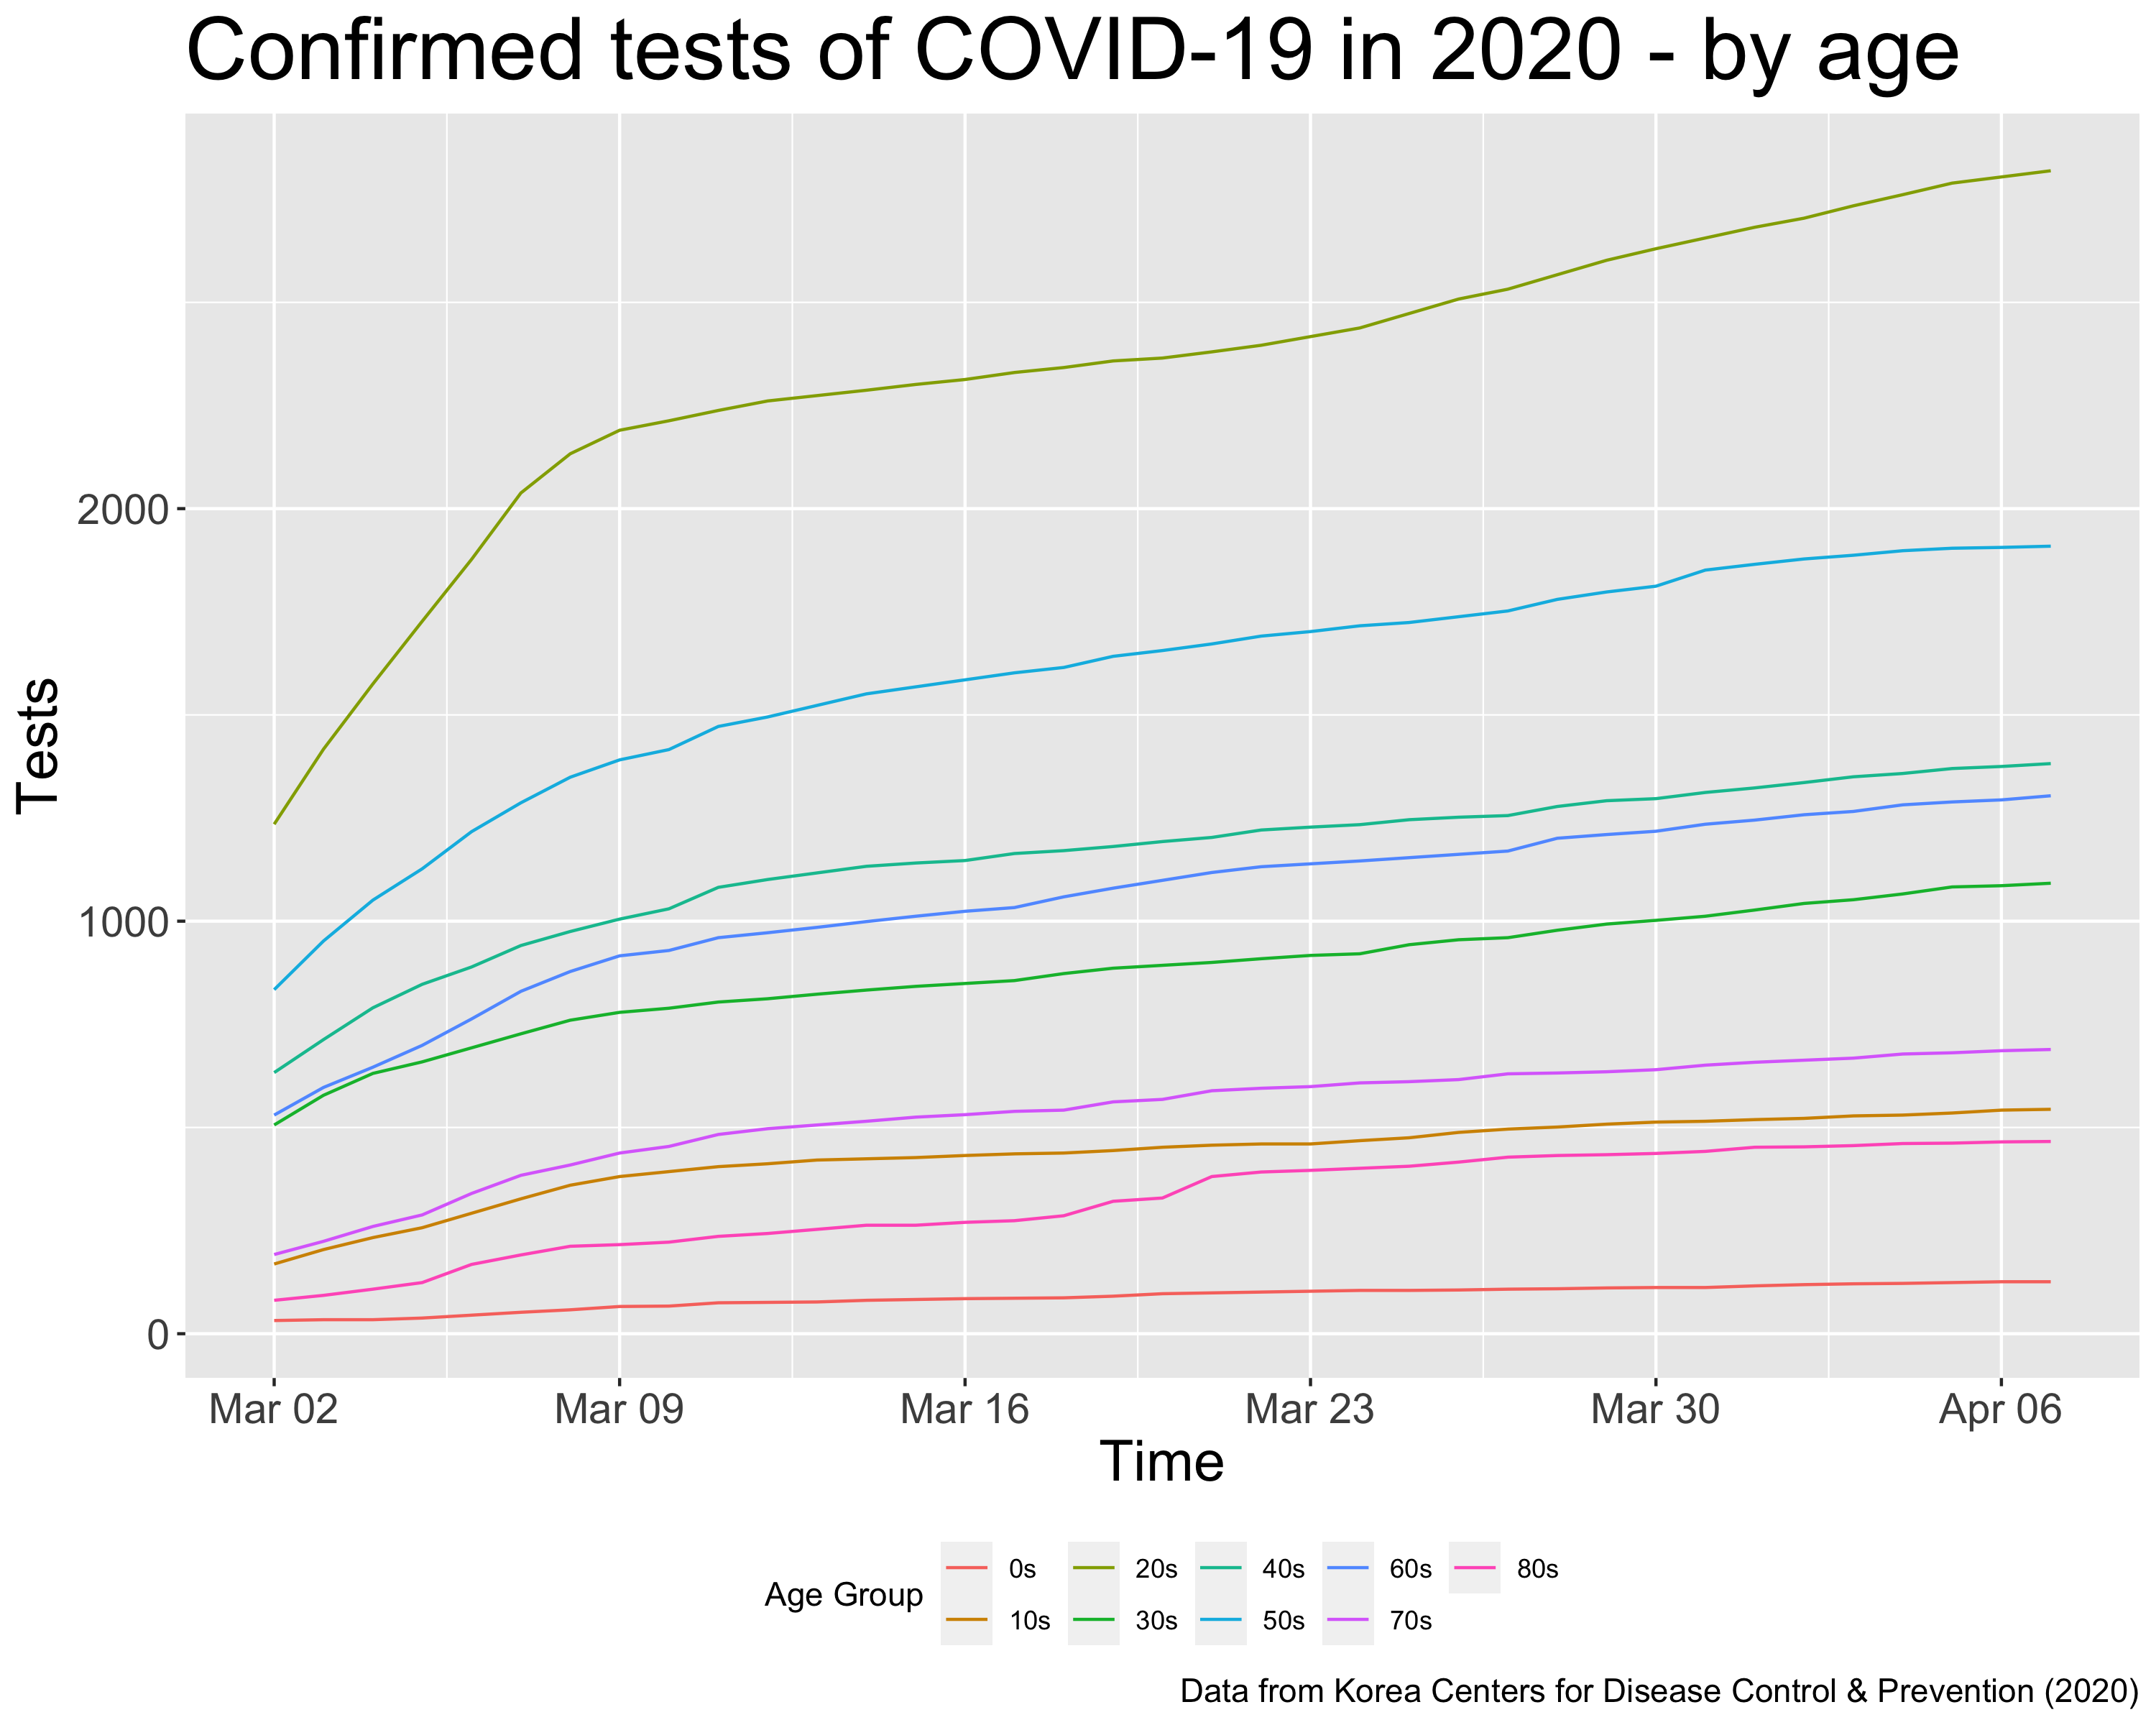 Confirmed tests of COVID-19 in 2020 - by age
Tests
2000
1000
0
Mar 02 Mar 09 Mar 16 Mar 23 Mar 30 Apr 06
Time
Age Group
0s 20s 40s 60s 80s
10s 30s 50s 70s
Data from Korea Centers for Disease Control & Prevention (2020)